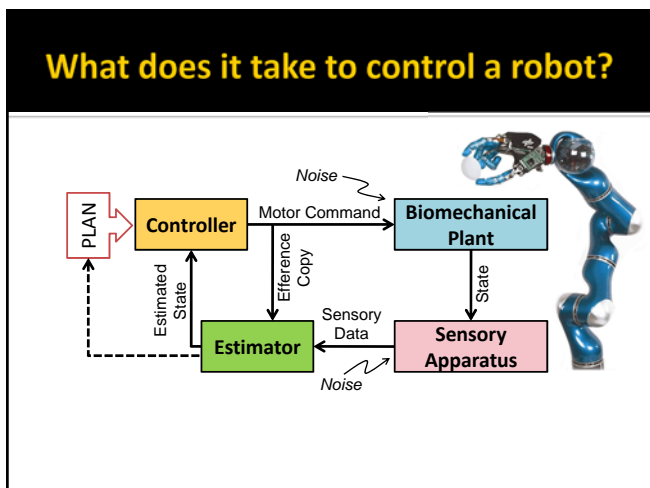 What does it take to control a robot?
Noise
PLAN
Controller
Motor Command
Biomechanical
Plant
Estimated
State
Efference
Copy
State
Sensory
Data
Estimator
Sensory
Apparatus
Noise